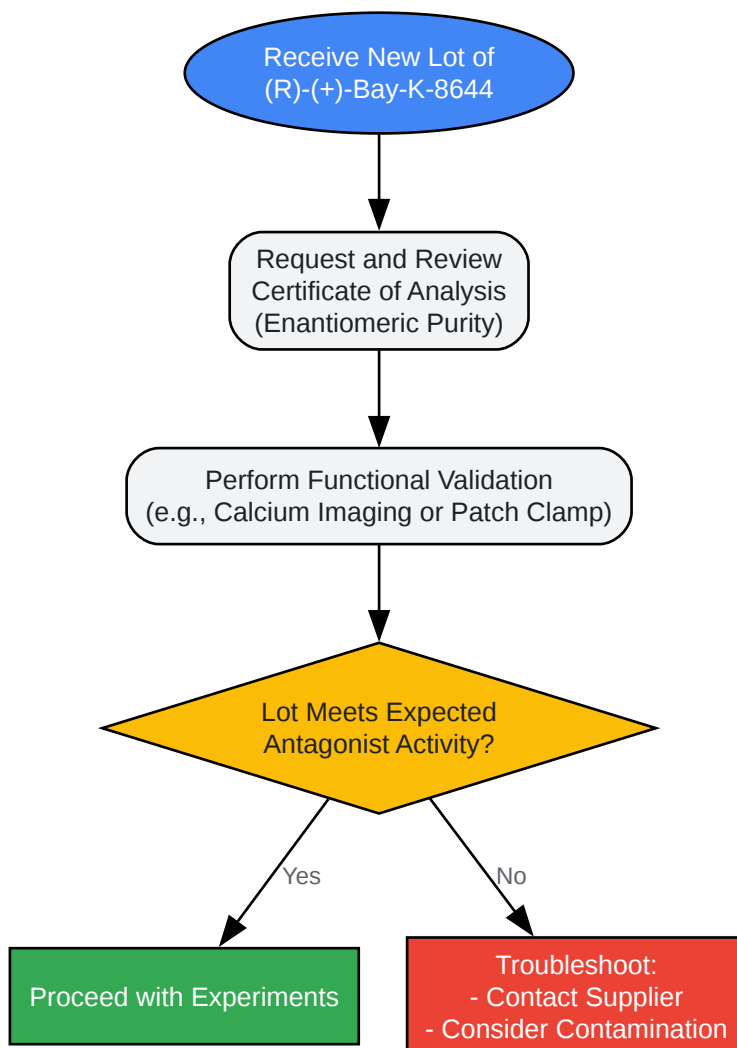 Receive New Lot of
(R)-(+)-Bay-K-8644
Request and Review
Certificate of Analysis
(Enantiomeric Purity)
Perform Functional Validation
(e.g., Calcium Imaging or Patch Clamp)
Lot Meets Expected
Antagonist Activity?
Yes
No
Proceed with Experiments
Troubleshoot:
- Contact Supplier
- Consider Contamination